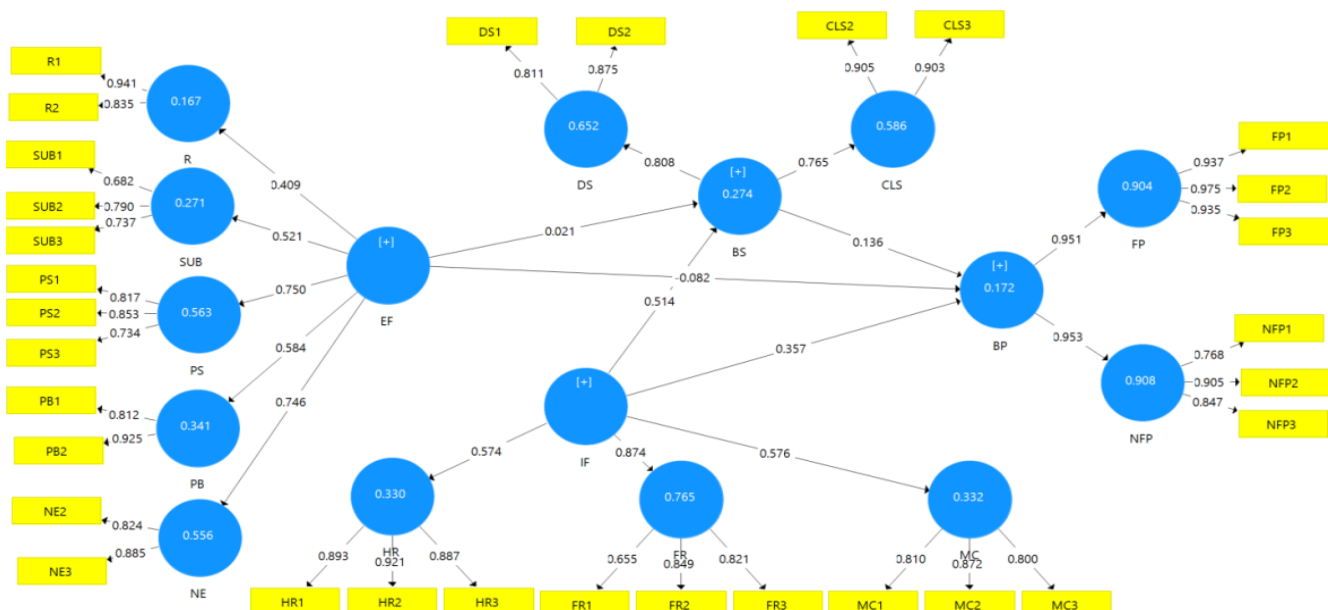 DS1
DS2
CLS2
CLS3
R1
R2
0.941
0.835
0.167
R
0.811
0.875
0.652
DS
0.905
0.903
0.586
CLS
SUB1
SUB2
SUB3
0.682
0.790
0.737
0.271
SUB
0.409
0.521
0.808
0.765
[+]
0.274
BS
FP1
FP2
FP3
0.937
0.975
0.935
0.904
FP
PS1
PS2
PS3
0.817
0.853
0.734
0.563
PS
0.750
[+]
EF
0.021
-0.082
0.514
0.136
0.357
[+]
0.172
BP
0.951
0.953
PB1
PB2
0.812
0.925
0.341
PB
0.584
0.746
[+]
IF
NFP1
NFP2
NFP3
0.768
0.905
0.847
0.908
NFP
NE2
NE3
0.824
0.885
0.556
NE
0.574
0.874
0.576
0.330
HR
0.765
FR
0.332
MC
0.893
0.921
0.887
0.655
0.849
0.821
0.810
0.872
0.800
HR1
HR2
HR3
FR1
FR2
FR3
MC1
MC2
MC3